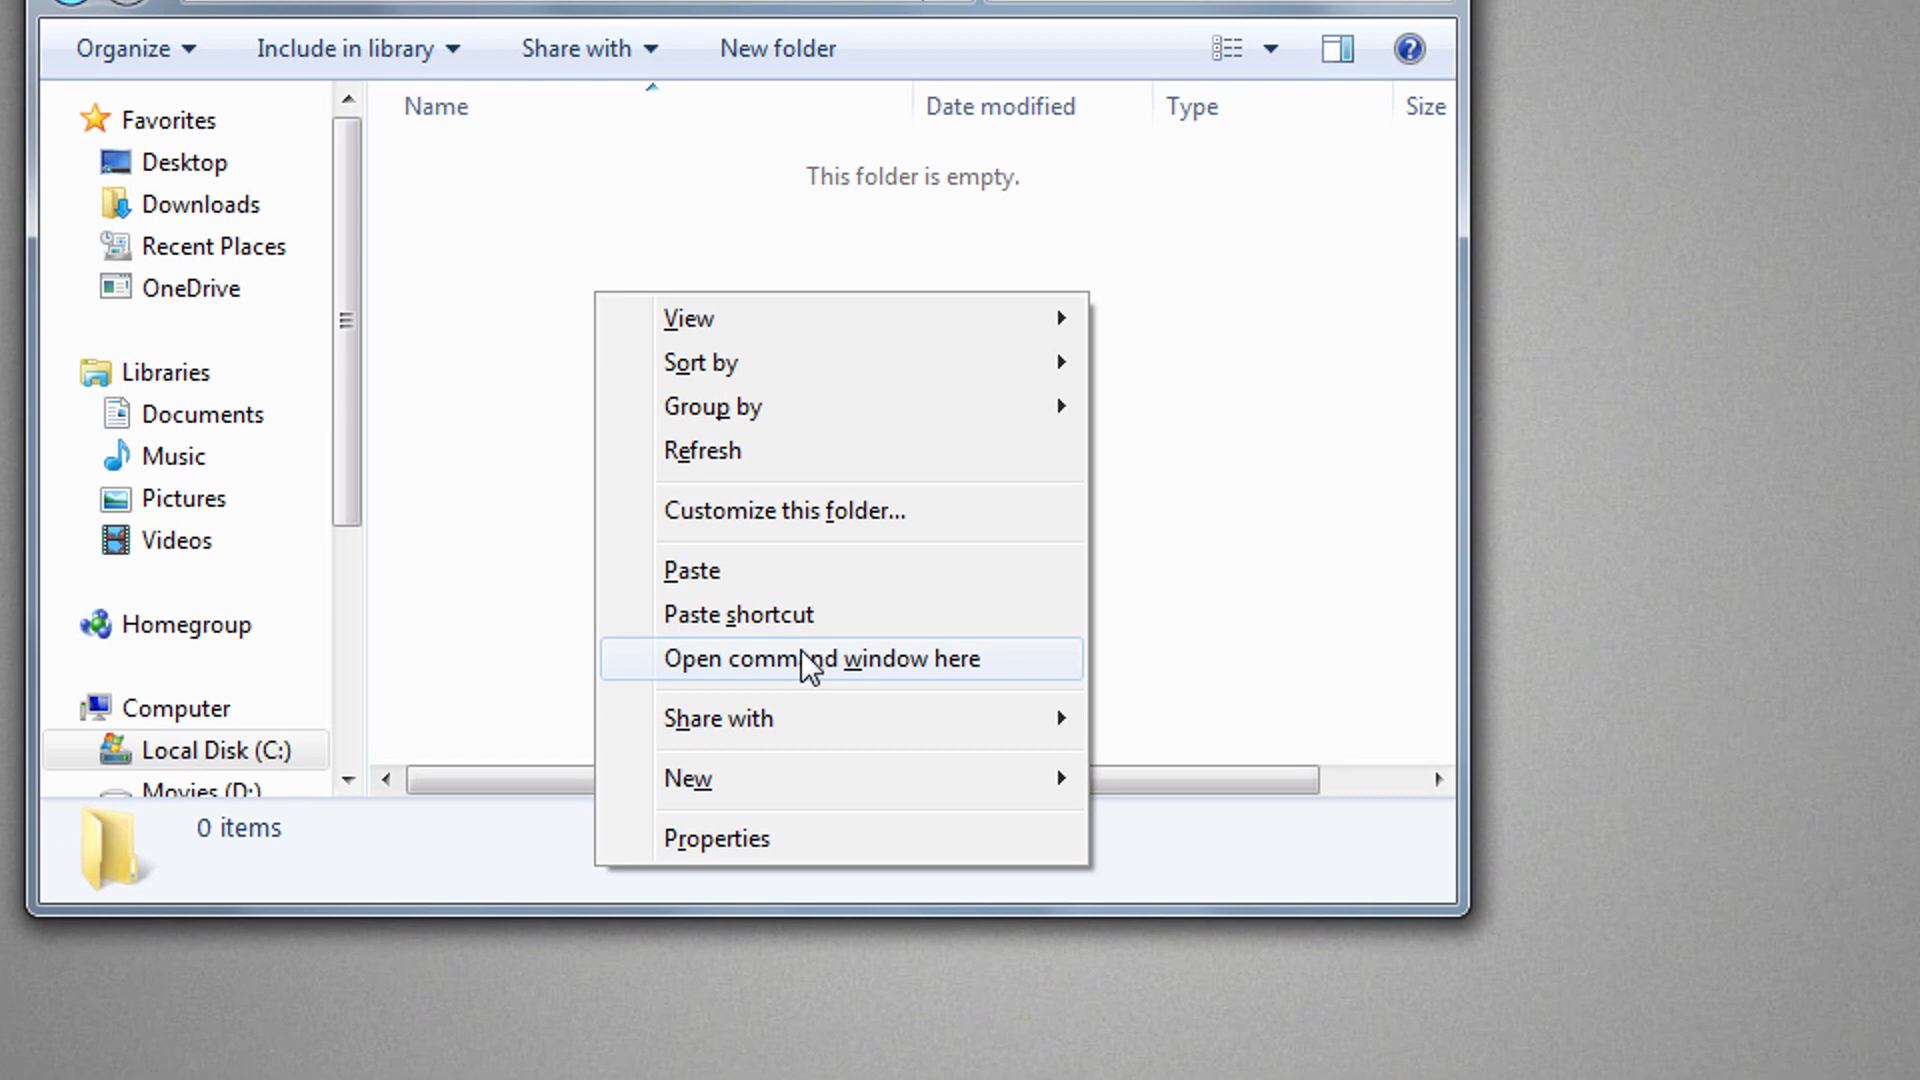 Organize
Include in library
Share with
New folder
Name
Date modified
Type
Size
This folder is empty.
Favorites
Desktop
Downloads
Recent Places
OneDrive
Libraries
Documents
Music
Pictures
Videos
Homegroup
Computer
Local Disk (C:)
Movies (D:)
View
Sort by
Group by
Refresh
Customize this folder...
Paste
Paste shortcut
Open command window here
Share with
New
Properties
0 items